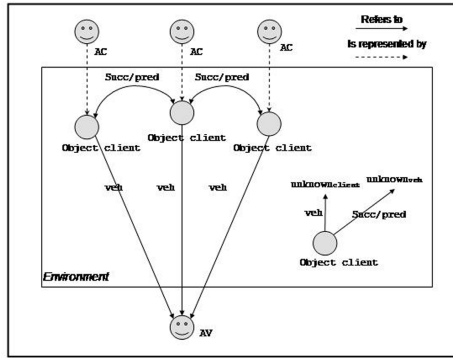 Refers to
Is represented by
AC
AC
AC
Succ/pred
Succ/pred
Object client
Object client
Object client
veh
veh
veh
unknownclient
unknownveh
veh
Succ/pred
Object client
Environment
AV